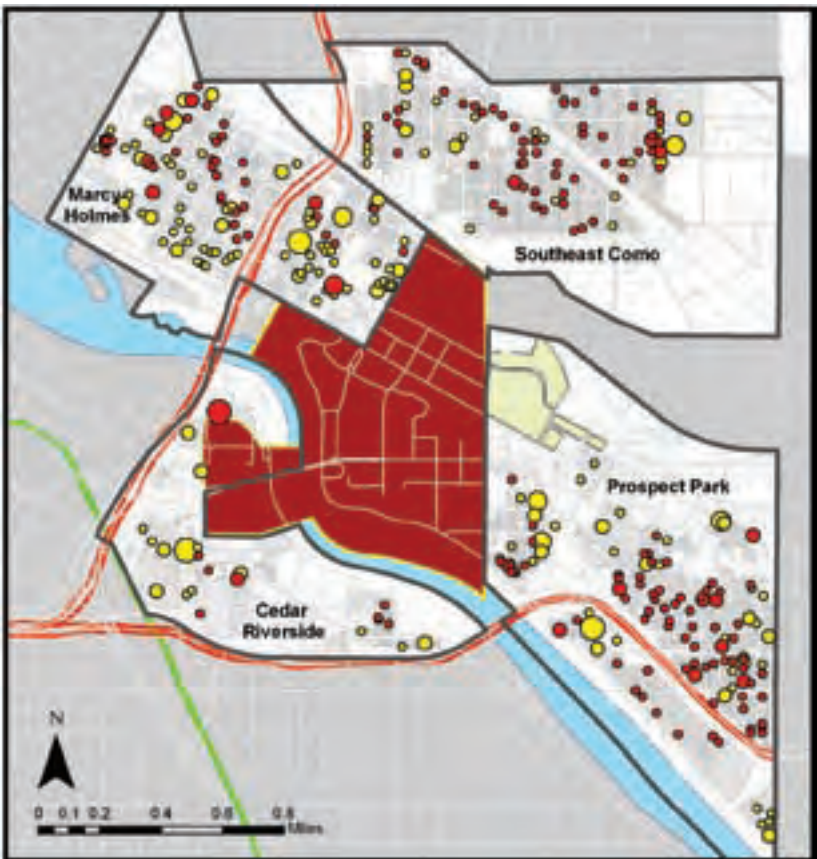 Marcy
Holmes
Southeast Como
Prospect Park
Cedar
Riverside
N
0 0.1 0.2 0.4 0.6 0.8
Miles